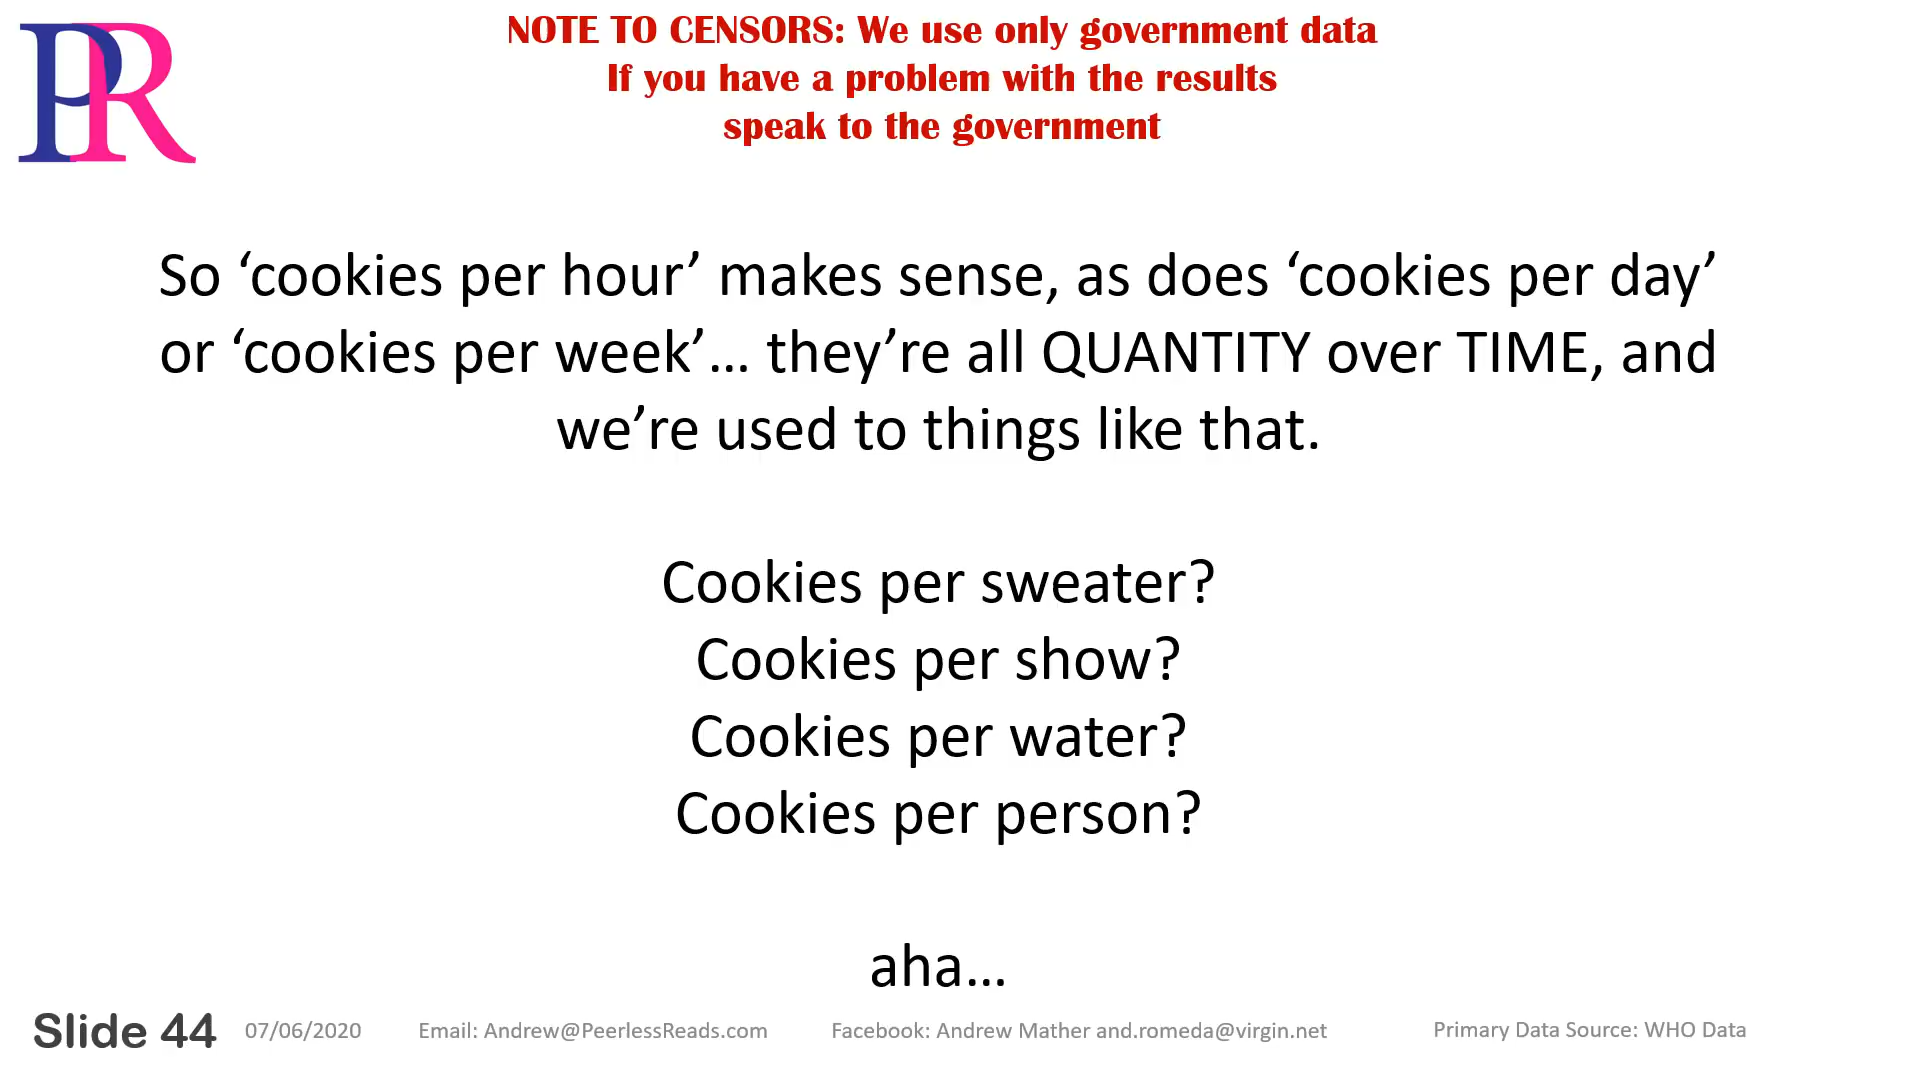 PR
NOTE TO CENSORS: We use only government data
If you have a problem with the results
speak to the government
So ‘cookies per hour’ makes sense, as does ‘cookies per day’
or ‘cookies per week’... they’re all QUANTITY over TIME, and
we’re used to things like that.
Cookies per sweater?
Cookies per show?
Cookies per water?
Cookies per person?
aha...
Slide 44 07/06/2020 Email: Andrew@PeerlessReads.com Facebook: Andrew Mather and.romeda@virgin.net Primary Data Source: WHO Data